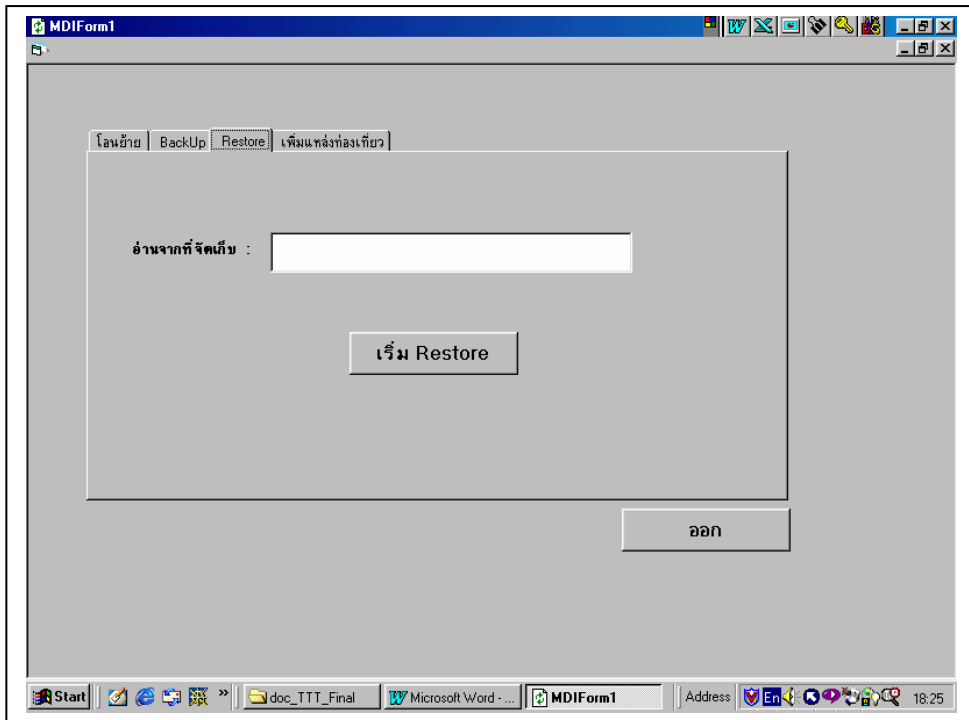 MDIForm1
โอนย้าย BackUp Restore เพิ่มแหล่งท่องเที่ยว
อ่านจากที่จัดเก็บ :
เริ่ม Restore
ออก
Start doc_TTT_Final Microsoft Word - ... MDIForm1 Address En 18:25